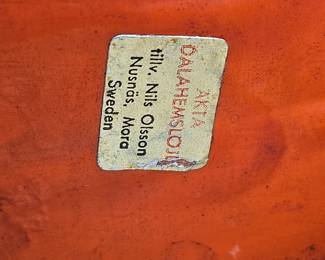 ÄKTA
DALAHEMSLÖJD
tillv. Nils Olsson
Nusnäs, Mora
Sweden